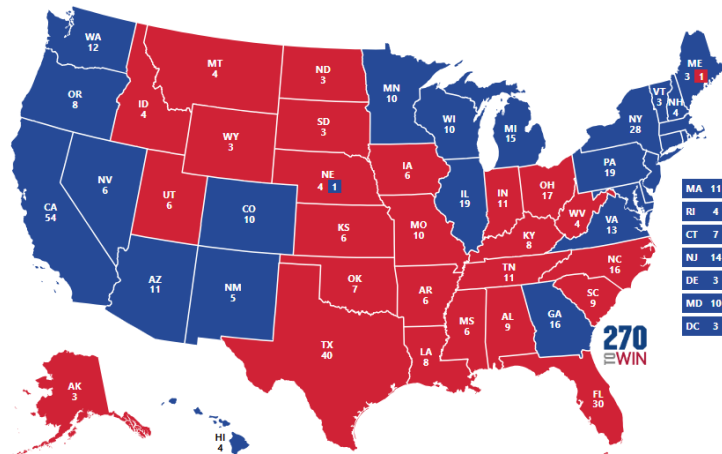 WA
12
OR
8
CA
54
NV
6
ID
4
MT
4
WY
3
UT
6
AZ
11
CO
10
NM
5
ND
3
SD
3
NE
4 1
KS
6
OK
7
TX
40
MN
10
IA
6
MO
10
AR
6
LA
8
WI
10
IL
19
MI
15
IN
11
OH
17
KY
8
TN
11
MS
6
AL
9
GA
16
FL
30
SC
9
NC
16
VA
13
WV
4
PA
19
NY
28
VT
3
NH
4
ME
3 1
MA 11
RI 4
CT 7
NJ 14
DE 3
MD 10
DC 3
AK
3
HI
4
270
TO
WIN